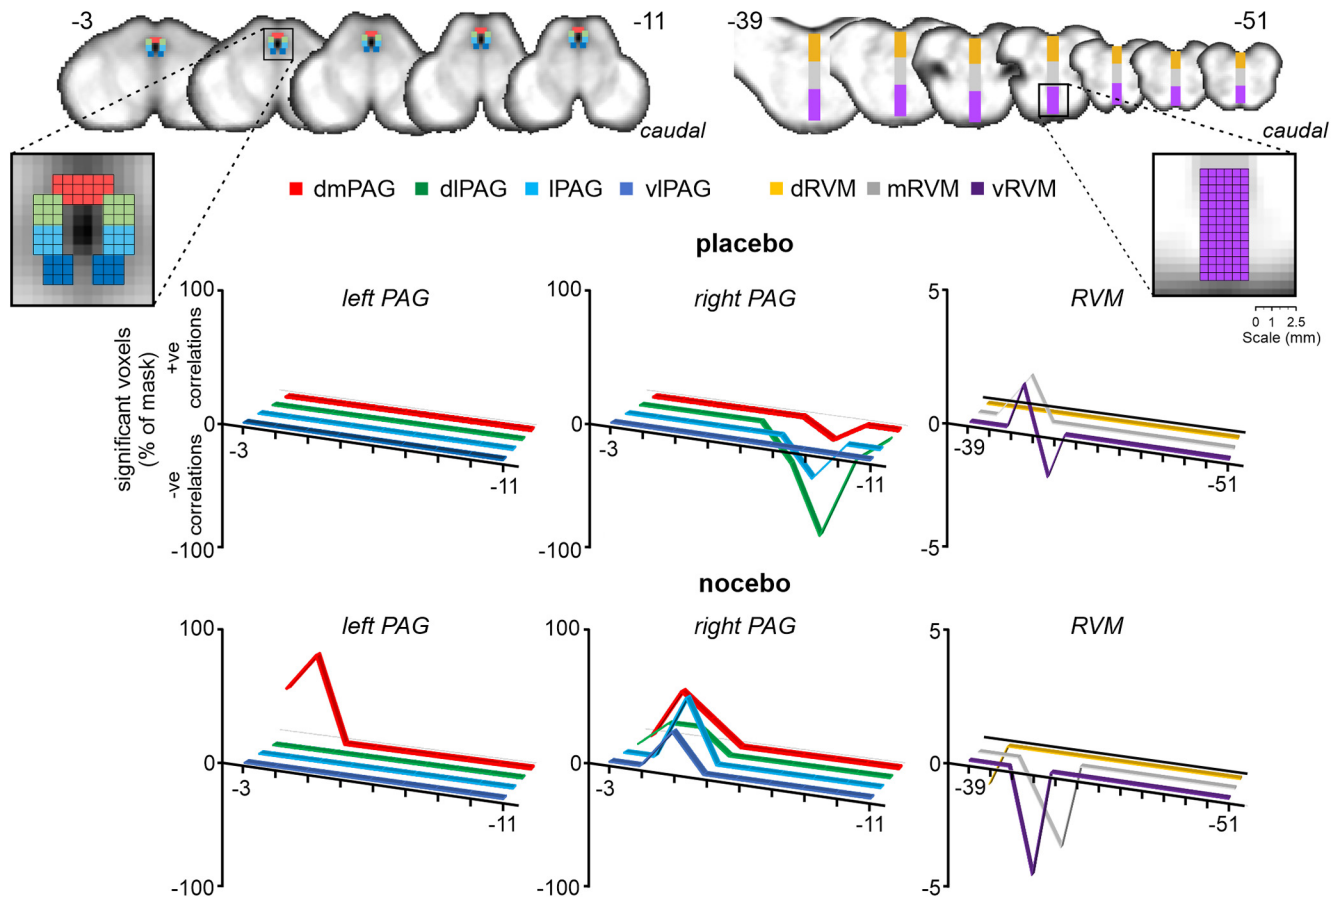 -3
-11
-39
-51
caudal
caudal
dmPAG dlPAG lPAG vlPAG dRVM mRVM vRVM
0 1 2.5
Scale (mm)
placebo
significant voxels
(% of mask)
-ve +ve
correlations correlations
left PAG
100
0
-100
-3
-11
right PAG
100
0
-100
-3
-11
RVM
5
0
-5
-39
-51
nocebo
left PAG
100
0
-100
-3
-11
right PAG
100
0
-100
-3
-11
RVM
5
0
-5
-39
-51